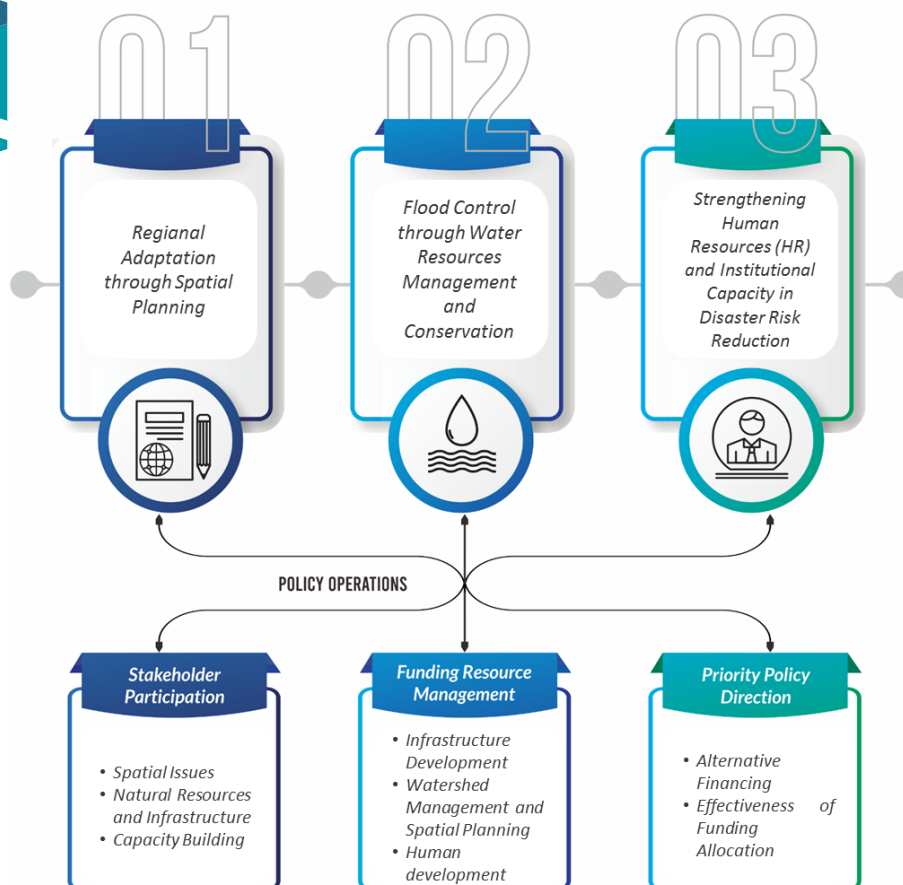 01
02
03
Regianal
Adaptation
through Spatial
Planning
Flood Control
through Water
Resources
Management
and
Conservation
Strengthening
Human
Resources (HR)
and Institutional
Capacity in
Disaster Risk
Reduction
POLICY OPERATIONS
Stakeholder
Participation
• Spatial Issues
• Natural Resources
and Infrastructure
• Capacity Building
Funding Resource
Management
• Infrastructure
Development
• Watershed
Management and
Spatial Planning
• Human
development
Priority Policy
Direction
• Alternative
Financing
• Effectiveness of
Funding
Allocation